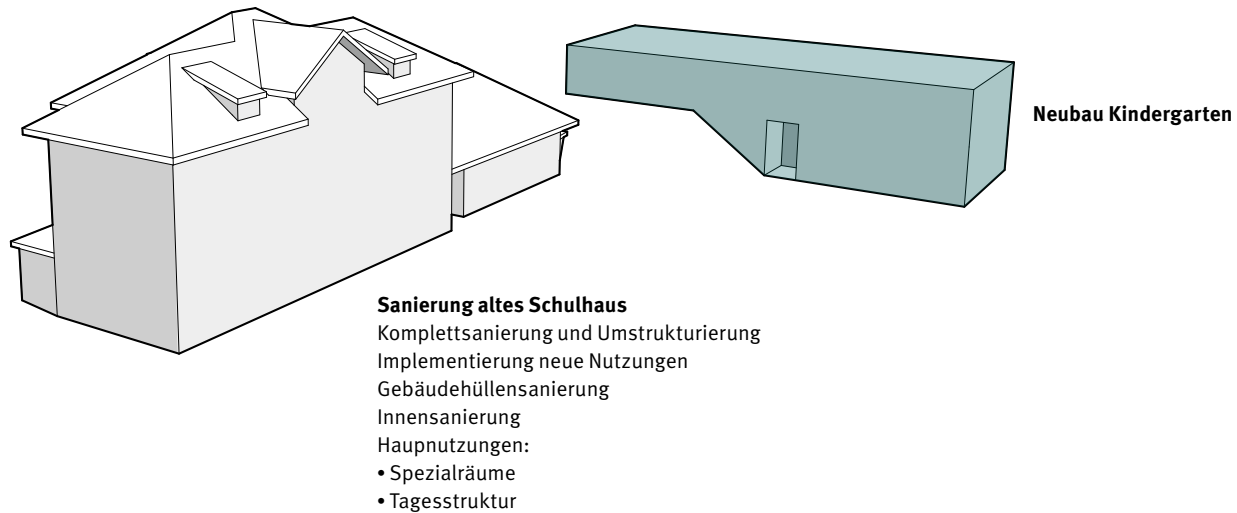 Neubau Kindergarten
Sanierung altes Schulhaus
Komplettsanierung und Umstrukturierung
Implementierung neue Nutzungen
Gebäudehüllensanierung
Innensanierung
Haupnutzungen:
• Spezialräume
• Tagesstruktur